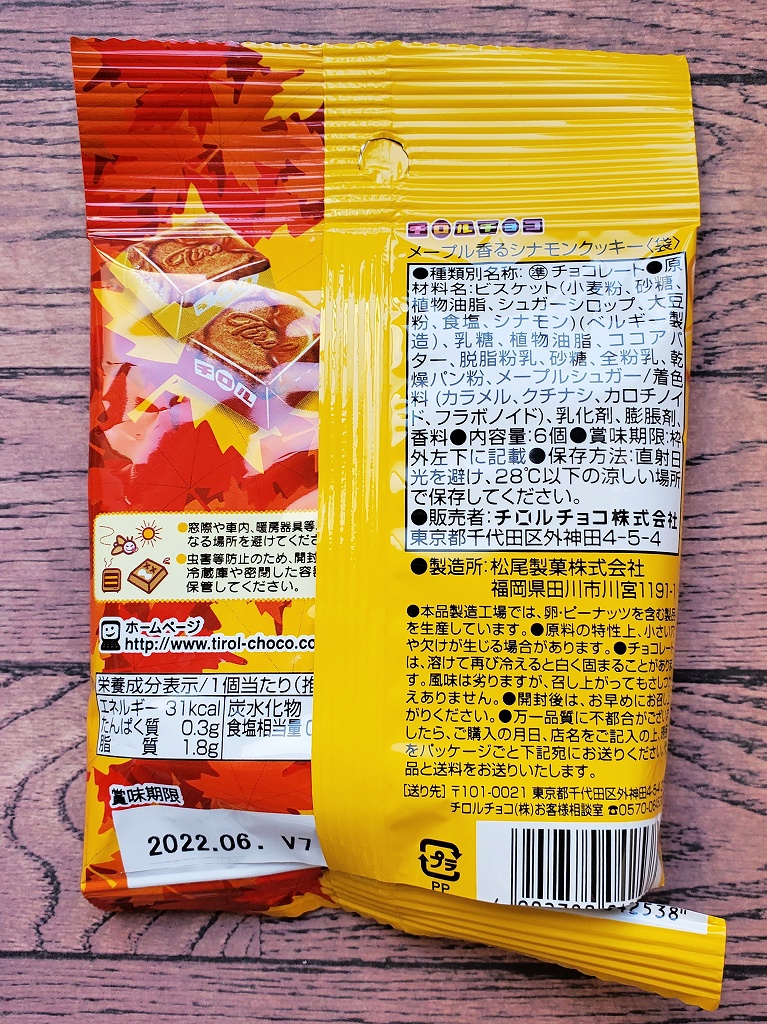 チロルチョコ
メープル香るシナモンクッキー〈袋〉
●種類別名称:準チョコレート●原
材料名:ビスケット(小麦粉、砂糖、
植物油脂、シュガーシロップ、大豆
粉、食塩、シナモン)(ベルギー製
造)、乳糖、植物油脂、ココアバ
ター、脱脂粉乳、砂糖、全粉乳、乾
燥パン粉、メープルシュガー/着色
料(カラメル、クチナシ、カロチノイ
ド、フラボノイド)、乳化剤、膨脹剤、
香料●内容量:6個●賞味期限:枠
外左下に記載●保存方法:直射日
光を避け、28℃以下の涼しい場所
で保存してください。
●販売者:チロルチョコ株式会社
東京都千代田区外神田4-5-4
●製造所:松尾製菓株式会社
福岡県田川市川宮1191-1
●本品製造工場では、卵・ピーナッツを含む製品
を生産しています。●原料の特性上、小さい穴
や欠けが生じる場合があります。●チョコレート
は、溶けて再び冷えると白く固まることがありま
す。風味は劣りますが、召し上がってもさしつか
えありません。●開封後は、お早めにお召し上
がりください。●万一品質に不都合がござい
したら、ご購入の月日、店名をご記入の上、現
をパッケージごと下記宛にお送りください。
品と送料をお送りいたします。
[送り先]〒101-0021 東京都千代田区外神田4-5-4
チロルチョコ(株)お客様相談室 ☎0570-06
プラ
PP
2538
Tirol
Tirol
チロル
●窓際や車内、暖房器具等
なる場所を避けてくだ
●虫害等防止のため、開封
冷蔵庫や密閉した容
保管してください。
ホームページ
http://www.tirol-choco.co
栄養成分表示/1個当たり(推
エネルギー 31kcal 炭水化物
たんぱく質 0.3g 食塩相当量 0
脂 質 1.8g
賞味期限
2022.06. V7